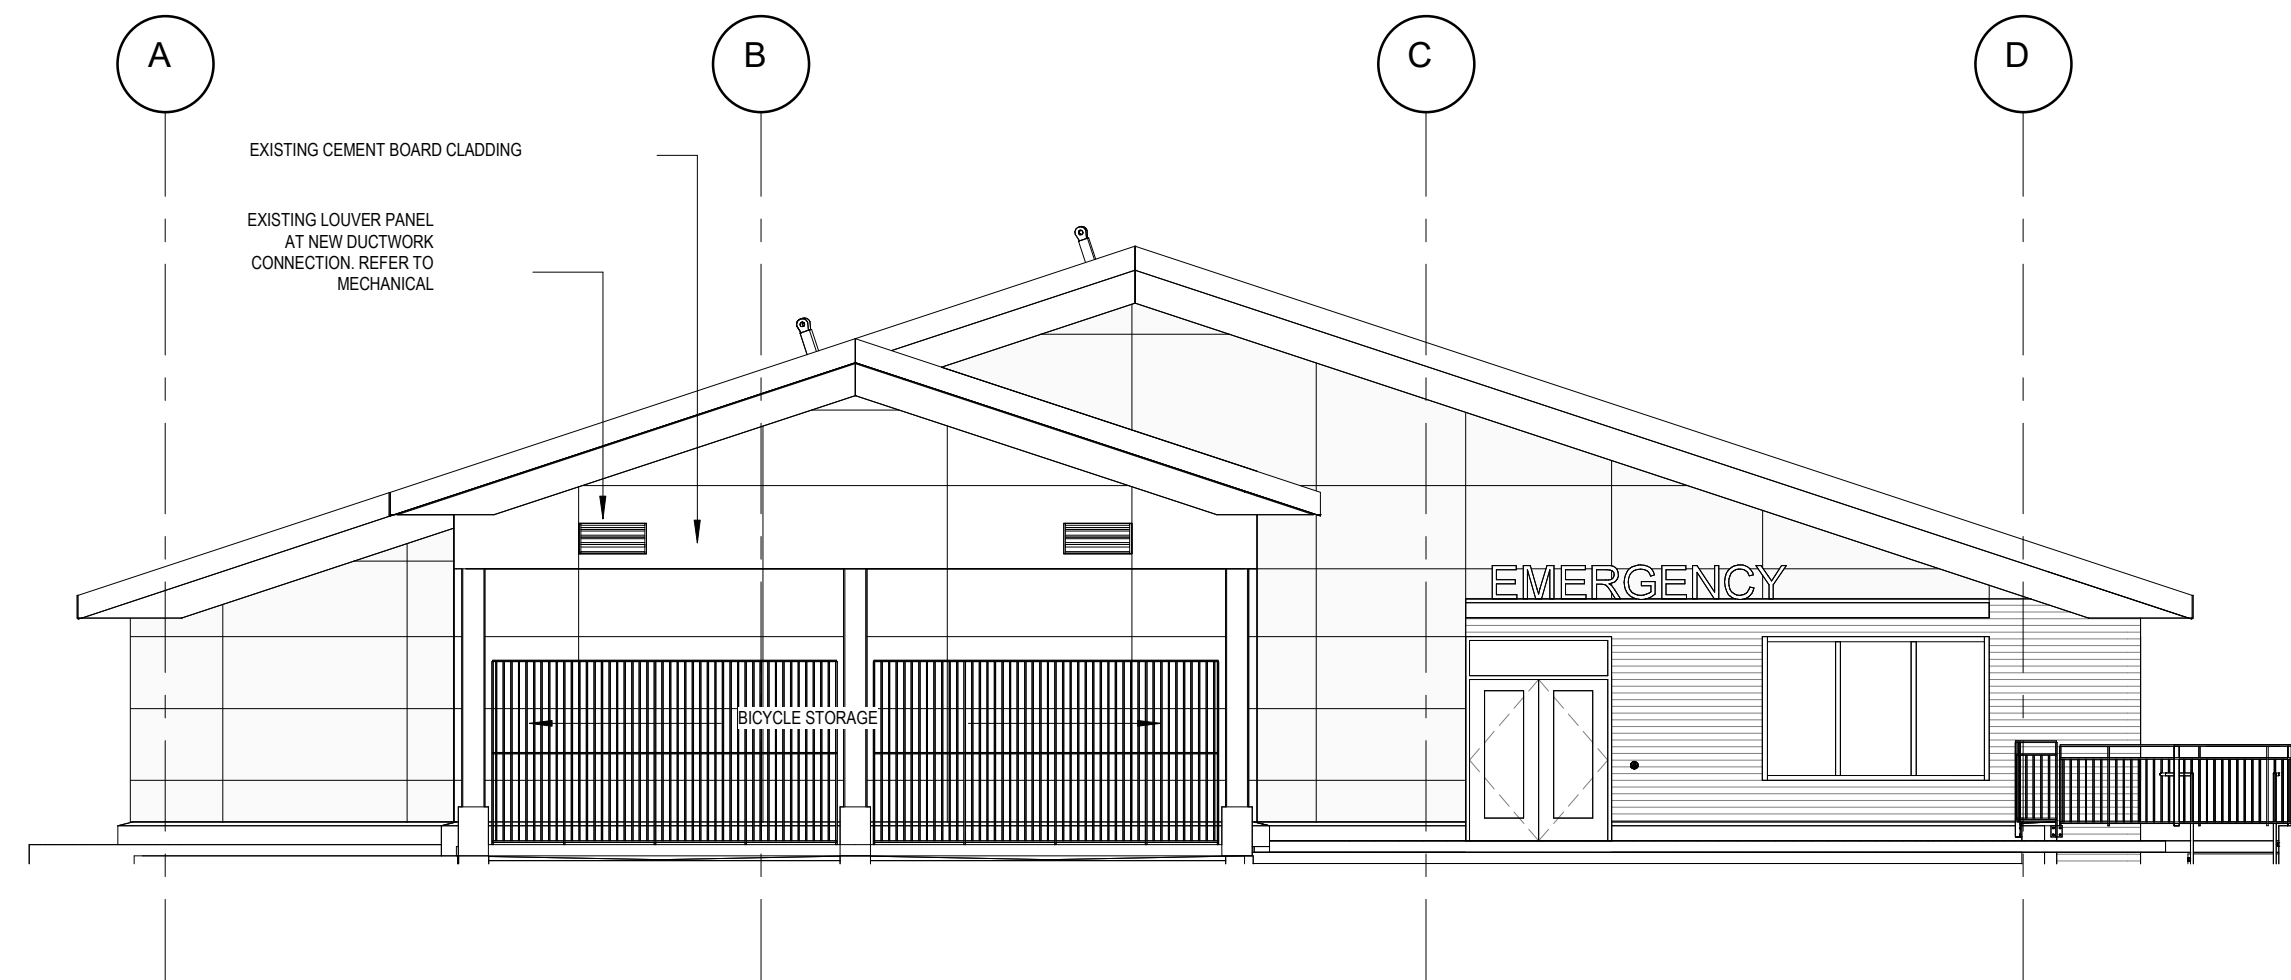 A
B
C
D
EXISTING CEMENT BOARD CLADDING
EXISTING LOUVER PANEL
AT NEW DUCTWORK
CONNECTION. REFER TO
MECHANICAL
EMERGENCY
BICYCLE STORAGE